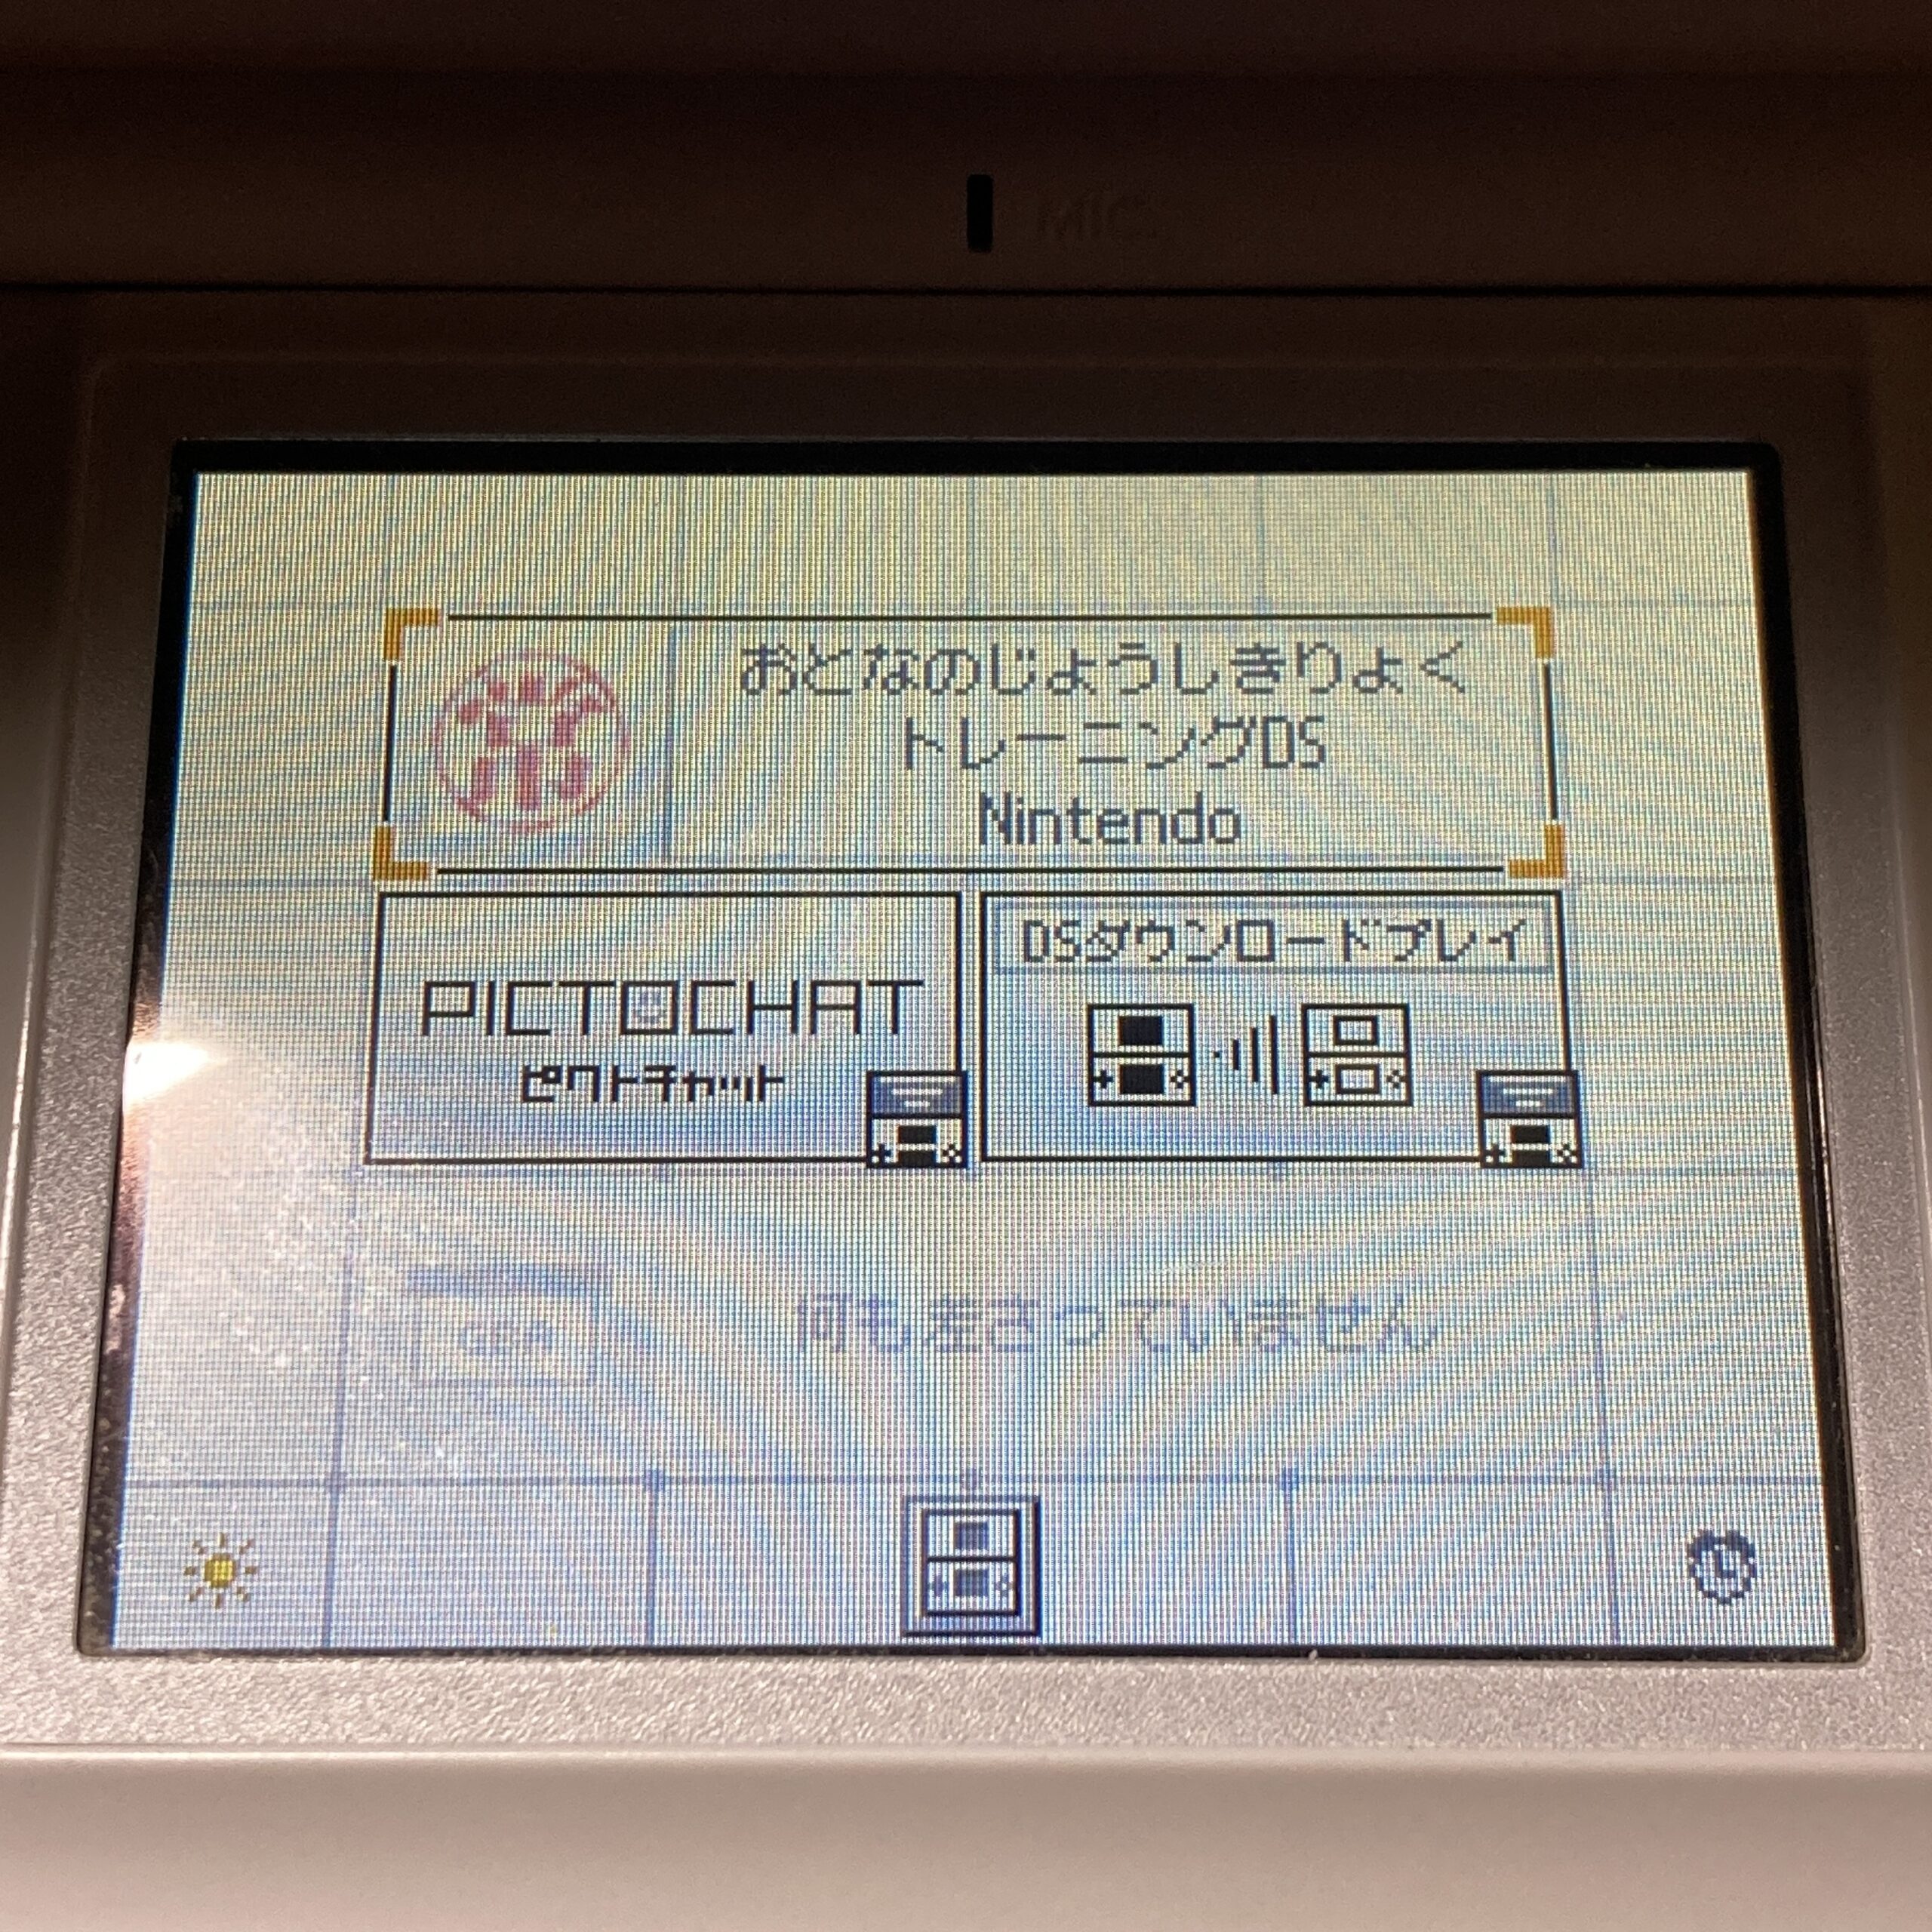 MIC.
おとなのじょうしきりょく
トレーニングDS
Nintendo
PICTOCHAT
ピクトチャット
DSダウンロードプレイ
何も差さっていません